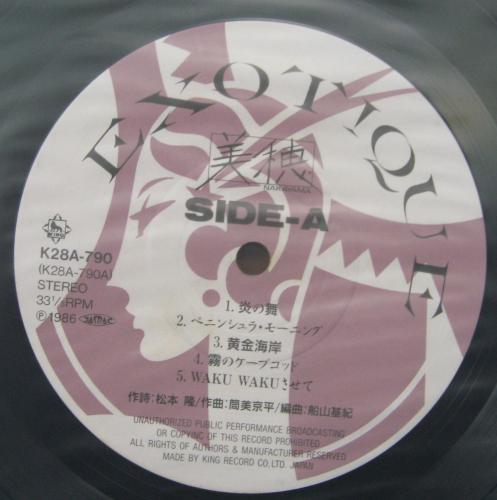 EXOTIQUE
美穂
NAKAYAMA
SIDE-A
K28A-790
(K28A-790A)
STEREO
33⅓RPM
Ⓟ1986
1. 炎の舞
2. ペニンシュラ・モーニング
3. 黄金海岸
4. 霧のケープコッド
5. WAKU WAKUさせて
作詩:松本 隆/作曲:筒美京平/編曲:船山基紀
UNAUTHORIZED PUBLIC PERFORMANCE BROADCASTING
OR COPYING OF THIS RECORD PROHIBITED
ALL RIGHTS OF AUTHORS & MANUFACTURER RESERVED
MADE BY KING RECORD CO., LTD. JAPAN